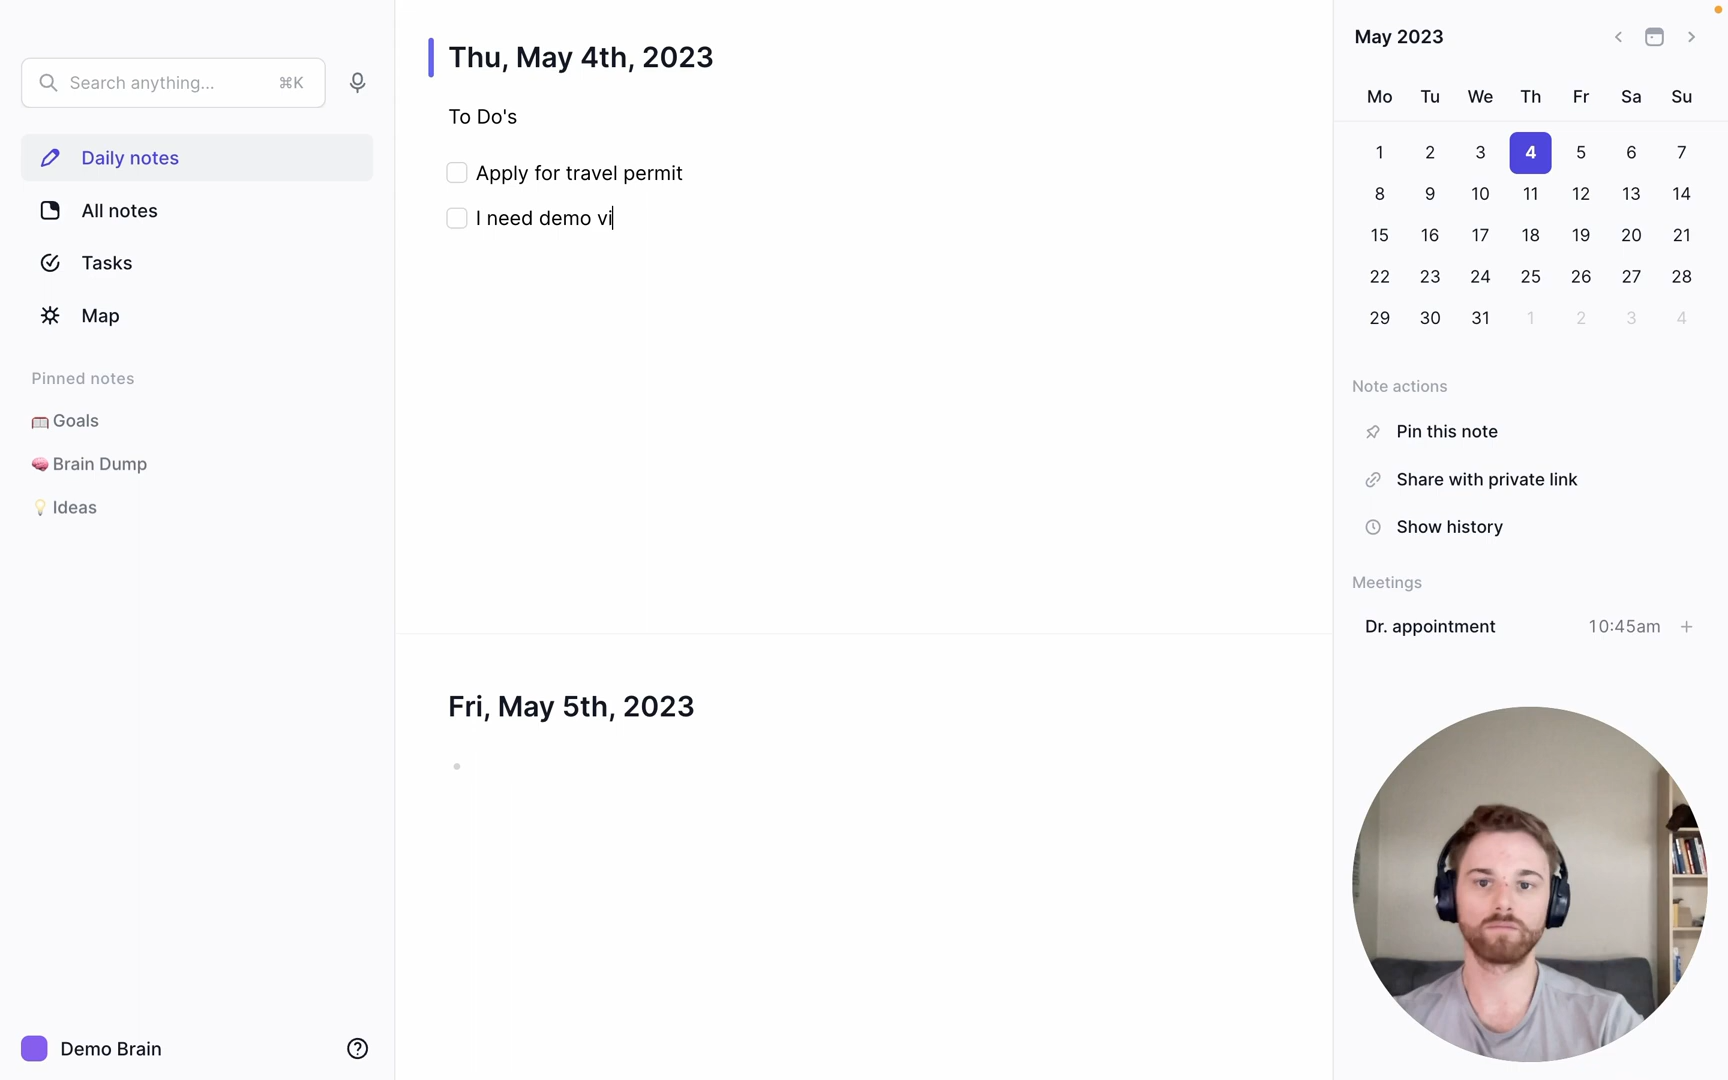 Search anything... ⌘K
Daily notes
All notes
Tasks
Map
Pinned notes
Goals
Brain Dump
Ideas
Demo Brain
Thu, May 4th, 2023
To Do's
Apply for travel permit
I need demo vi
Fri, May 5th, 2023
May 2023
Mo Tu We Th Fr Sa Su
1 2 3 4 5 6 7
8 9 10 11 12 13 14
15 16 17 18 19 20 21
22 23 24 25 26 27 28
29 30 31 1 2 3 4
Note actions
Pin this note
Share with private link
Show history
Meetings
Dr. appointment 10:45am +